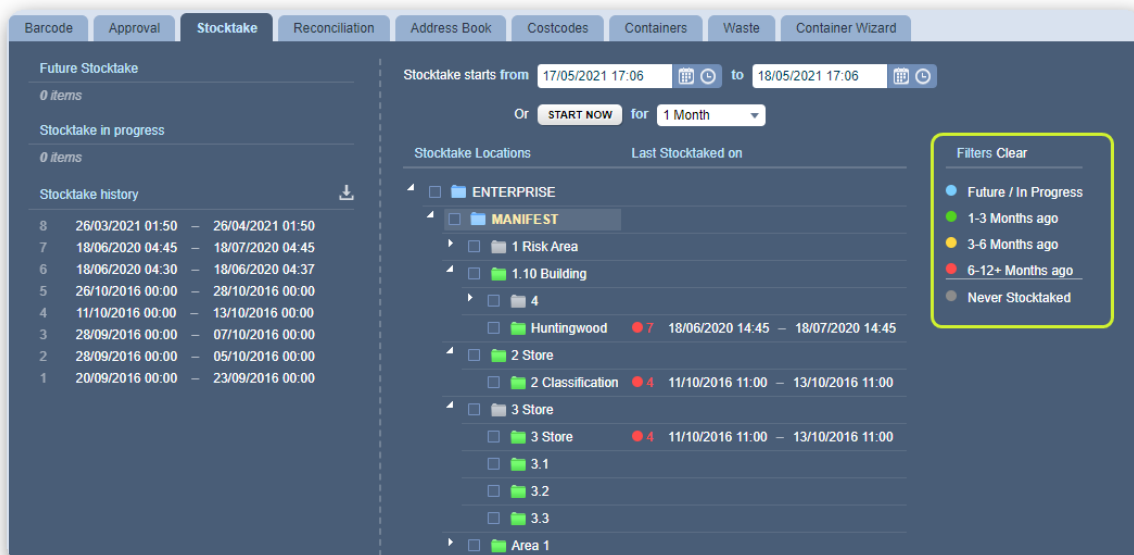 Barcode Approval Stocktake Reconciliation Address Book Costcodes Containers Waste Container Wizard
Future Stocktake
0 items
Stocktake in progress
0 items
Stocktake history
8 26/03/2021 01:50 – 26/04/2021 01:50
7 18/06/2020 04:45 – 18/07/2020 04:45
6 18/06/2020 04:30 – 18/06/2020 04:37
5 26/10/2016 00:00 – 28/10/2016 00:00
4 11/10/2016 00:00 – 13/10/2016 00:00
3 28/09/2016 00:00 – 07/10/2016 00:00
2 28/09/2016 00:00 – 05/10/2016 00:00
1 20/09/2016 00:00 – 23/09/2016 00:00
Stocktake starts from 17/05/2021 17:06 to 18/05/2021 17:06
Or START NOW for 1 Month
Stocktake Locations Last Stocktaked on
ENTERPRISE
MANIFEST
1 Risk Area
1.10 Building
4
Huntingwood 7 18/06/2020 14:45 – 18/07/2020 14:45
2 Store
2 Classification 4 11/10/2016 11:00 – 13/10/2016 11:00
3 Store
3 Store 4 11/10/2016 11:00 – 13/10/2016 11:00
3.1
3.2
3.3
Area 1
Filters Clear
Future / In Progress
1-3 Months ago
3-6 Months ago
6-12+ Months ago
Never Stocktaked